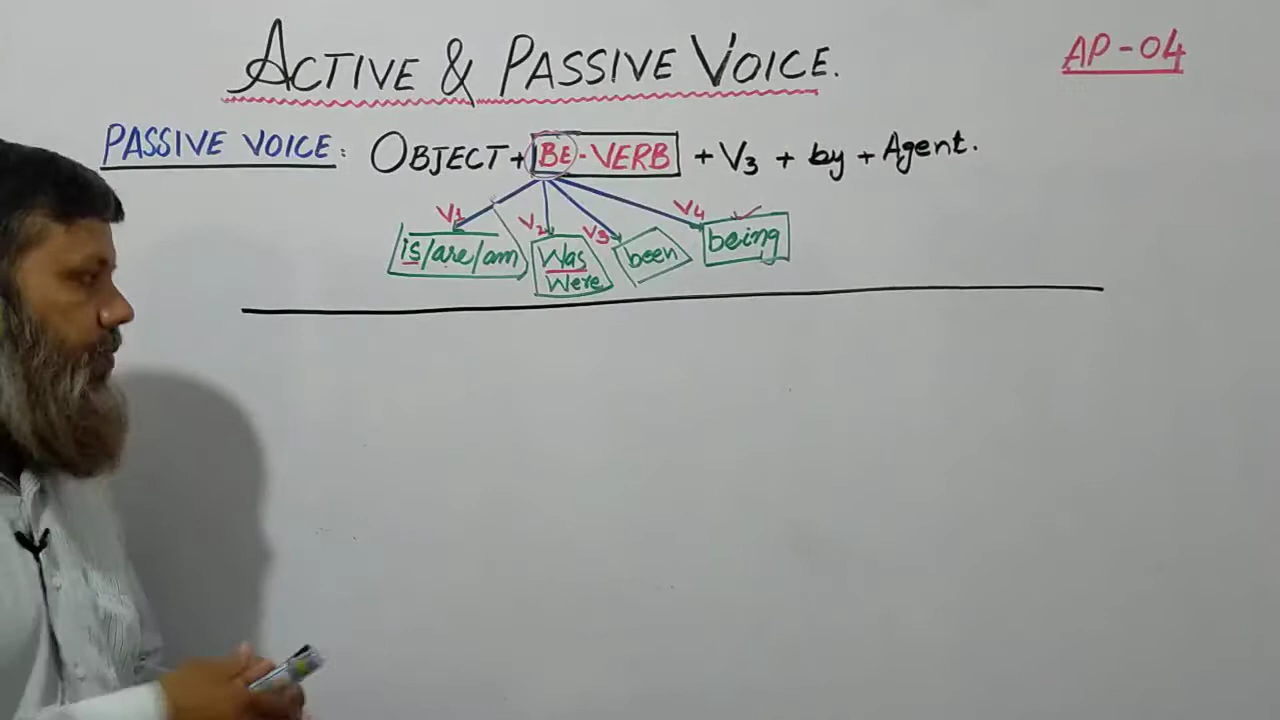 ACTIVE & PASSIVE VOICE.
AP-04
PASSIVE VOICE: OBJECT + BE-VERB + V3 + by + Agent.
V1 V2 V3 V4
is/are/am Was been being
Were